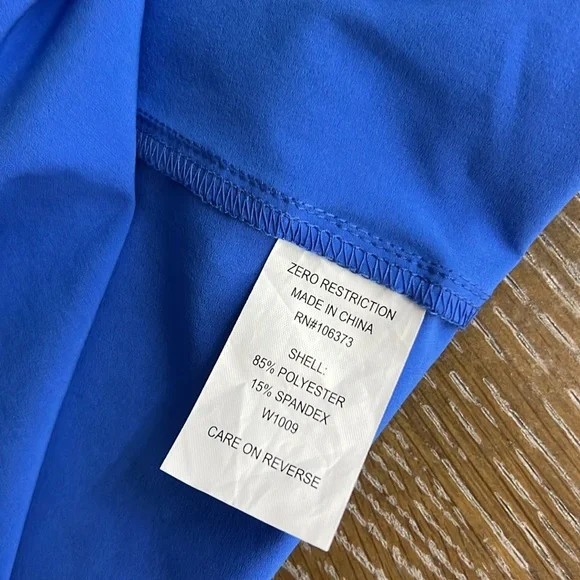 ZERO RESTRICTION
MADE IN CHINA
RN#106373
SHELL:
85% POLYESTER
15% SPANDEX
W1009
CARE ON REVERSE